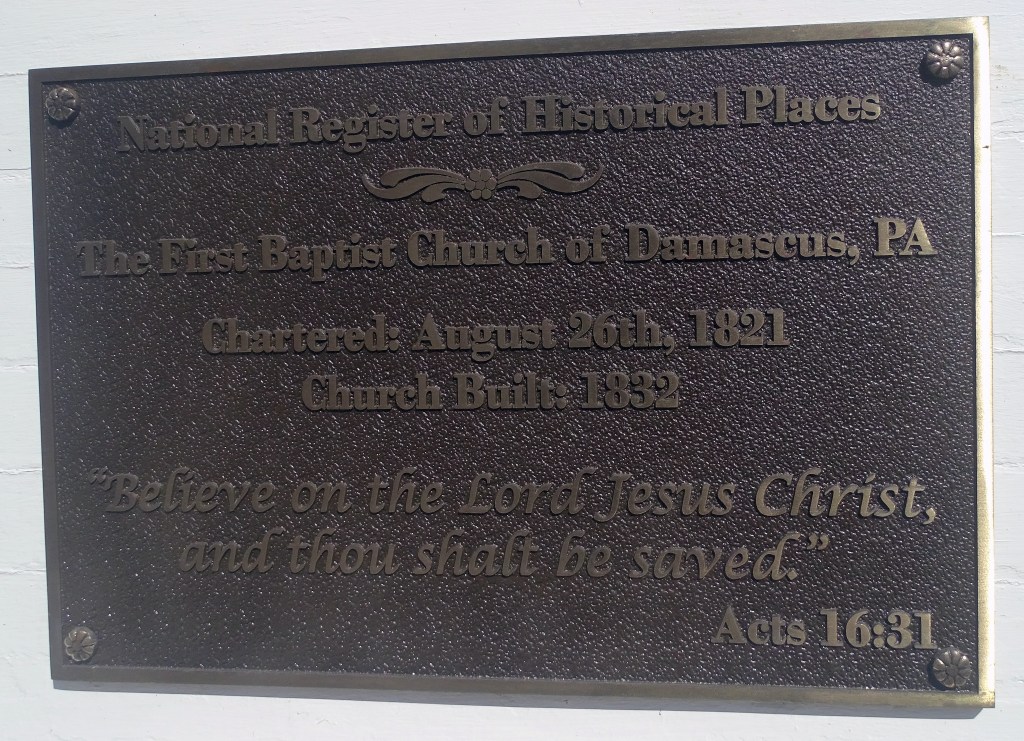 National Register of Historical Places
The First Baptist Church of Damascus, PA
Chartered: August 26th, 1821
Church Built: 1832
“Believe on the Lord Jesus Christ,
and thou shalt be saved.”
Acts 16:31